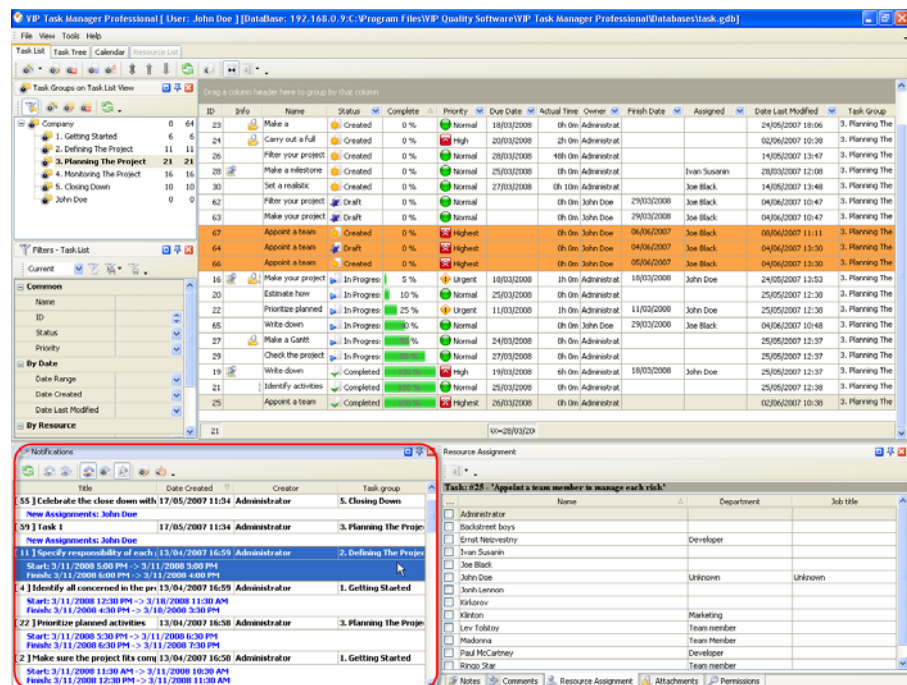 VIP Task Manager Professional [ User: John Doe ] [DataBase: 192.168.0.9:C:\Program Files\VIP Quality Software\VIP Task Manager Professional\Databases\task.gdb]
File View Tools Help
Task List Task Tree Calendar Resource List
Task Groups on Task List View
Company 0 64
1. Getting Started 6 6
2. Defining The Project 11 11
3. Planning The Project 21 21
4. Monitoring The Project 16 16
5. Closing Down 10 10
John Doe 0 0
Filters - Task List
Current
Common
Name
ID
Status
Priority
By Date
Date Range
Date Created
Date Last Modified
By Resource
Drag a column header here to group by that column
ID Info Name Status Complete Priority Due Date Actual Time Owner Finish Date Assigned Date Last Modified Task Group
23 Make a Created 0 % Normal 18/03/2008 0h 0m Administrat 24/05/2007 18:06 3. Planning The
24 Carry out a full Created 0 % High 20/03/2008 2h 0m Administrat 02/06/2007 10:38 3. Planning The
26 Filter your project Created 0 % Normal 28/03/2008 48h 0m Administrat 14/05/2007 13:47 3. Planning The
28 Make a milestone Created 0 % Normal 25/03/2008 0h 0m Administrat Ivan Susanin 28/03/2007 12:08 3. Planning The
30 Set a realistic Created 0 % Normal 27/03/2008 0h 10m Administrat Joe Black 14/05/2007 13:48 3. Planning The
62 Filter your project Draft 0 % Normal 0h 0m John Doe 29/03/2008 Joe Black 04/06/2007 10:47 3. Planning The
63 Make your project Draft 0 % Normal 0h 0m John Doe 29/03/2008 Joe Black 04/06/2007 10:47 3. Planning The
67 Appoint a team Created 0 % Highest 0h 0m John Doe 06/06/2007 Joe Black 11:11 3. Planning The
64 Appoint a team Draft 0 % Highest 0h 0m John Doe 04/06/2007 Joe Black 04/06/2007 13:30 3. Planning The
66 Appoint a team Created 0 % Highest 0h 0m John Doe 05/06/2007 Joe Black 04/06/2007 13:30 3. Planning The
16 Make your project In Progres 5 % Urgent 10/03/2008 1h 0m Administrat 10/03/2008 John Doe 24/05/2007 13:53 3. Planning The
20 Estimate how In Progres 10 % Normal 25/03/2008 0h 0m Administrat 25/05/2007 12:38 3. Planning The
22 Prioritize planned In Progres 25 % Urgent 11/03/2008 1h 0m Administrat 11/03/2008 John Doe 25/05/2007 12:38 3. Planning The
65 Write down In Progres Normal 0h 0m John Doe 29/03/2008 Joe Black 04/06/2007 10:48 3. Planning The
27 Make a Gantt In Progres Normal 24/03/2008 0h 0m Administrat 25/05/2007 12:37 3. Planning The
29 Check the project In Progres Normal 27/03/2008 0h 0m Administrat 25/05/2007 12:37 3. Planning The
19 Write down Completed High 19/03/2008 6h 0m Administrat 18/03/2008 John Doe 25/05/2007 12:37 3. Planning The
21 Identify activities Completed Normal 25/03/2008 0h 0m Administrat 25/05/2007 12:38 3. Planning The
25 Appoint a team Completed Highest 26/03/2008 0h 0m Administrat 02/06/2007 10:38 3. Planning The
21
Notifications
Title Date Created Creator Task group
[ 55 ] Celebrate the close down with 17/05/2007 11:34 Administrator 5. Closing Down
New Assignments: John Doe
[ 59 ] Task 1 17/05/2007 11:34 Administrator 3. Planning The Proje
New Assignments: John Doe
[ 11 ] Specify responsibility of each 13/04/2007 16:59 Administrator 2. Defining The Projec
Start: 3/11/2008 5:00 PM -> 3/11/2008 3:00 PM
Finish: 3/11/2008 6:00 PM -> 3/11/2008 4:00 PM
[ 4 ] Identify all concerned in the pr 13/04/2007 16:59 Administrator 1. Getting Started
Start: 3/11/2008 12:30 PM -> 3/18/2008 11:30 AM
Finish: 3/11/2008 4:30 PM -> 3/18/2008 3:30 PM
[ 22 ] Prioritize planned activities 13/04/2007 16:58 Administrator 3. Planning The Proje
Start: 3/11/2008 5:30 PM -> 3/11/2008 6:30 PM
Finish: 3/11/2008 6:30 PM -> 3/11/2008 7:30 PM
[ 2 ] Make sure the project fits comp 13/04/2007 16:58 Administrator 1. Getting Started
Start: 3/11/2008 11:30 AM -> 3/11/2008 10:30 AM
Finish: 3/11/2008 12:30 PM -> 3/11/2008 11:30 AM
Resource Assignment
Task: #25 - 'Appoint a team member to manage each risk'
... Name Department Job title
Administrator
Backstreet boys
Ernst Neizvestny Developer
Ivan Susanin
Joe Black
John Doe Unknown Unknown
Jonh Lennon
Kirkorov
Klinton Marketing
Lev Tolstoy Team member
Madonna Team Member
Paul McCartney Developer
Ringo Star Team member
Notes Comments Resource Assignment Attachments Permissions